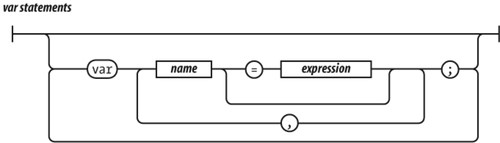 var statements
var name = expression ;
,